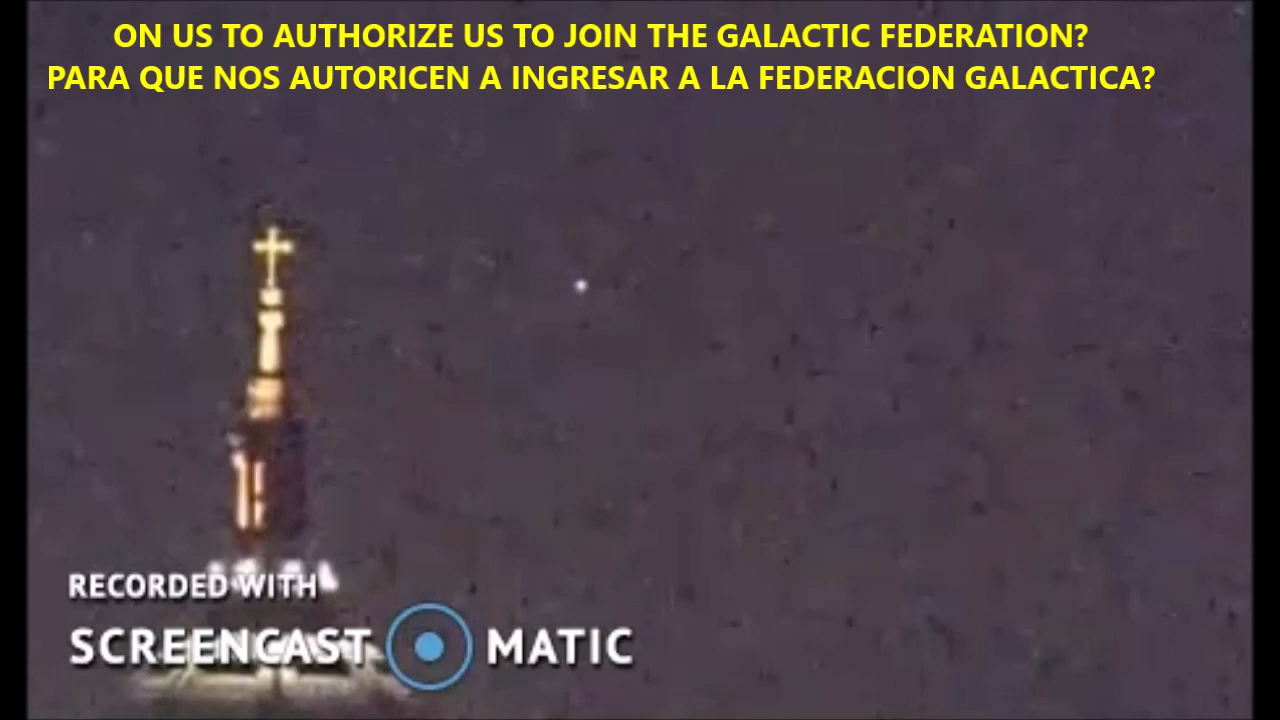 ON US TO AUTHORIZE US TO JOIN THE GALACTIC FEDERATION?
PARA QUE NOS AUTORICEN A INGRESAR A LA FEDERACION GALACTICA?
RECORDED WITH
SCREENCAST MATIC